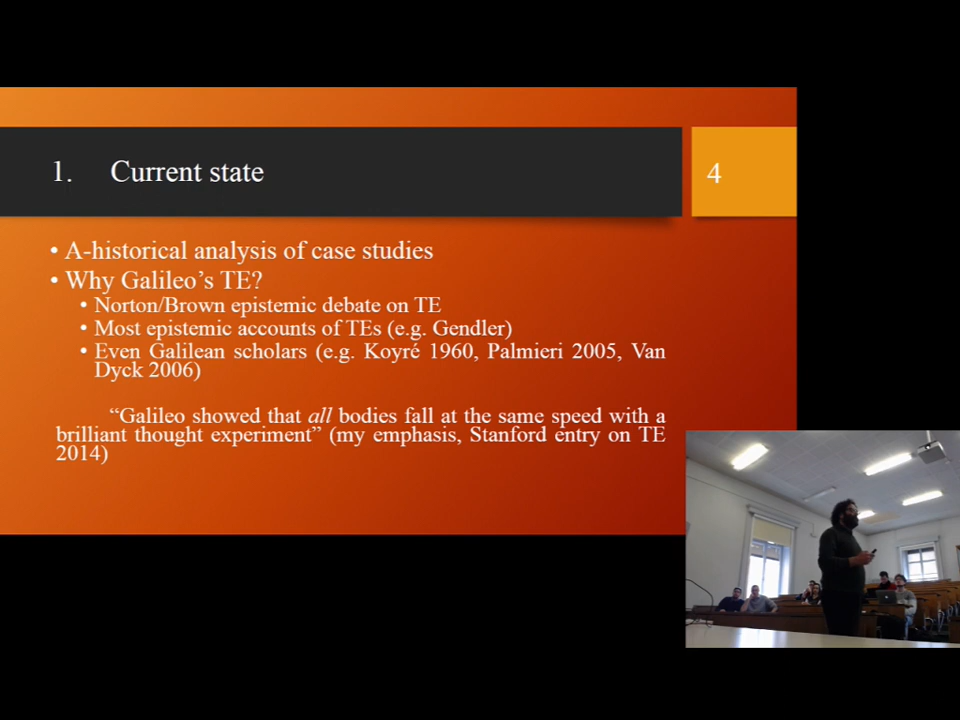 1. Current state
4
• A-historical analysis of case studies
• Why Galileo's TE?
• Norton/Brown epistemic debate on TE
• Most epistemic accounts of TEs (e.g. Gendler)
• Even Galilean scholars (e.g. Koyré 1960, Palmieri 2005, Van
Dyck 2006)
“Galileo showed that all bodies fall at the same speed with a
brilliant thought experiment” (my emphasis, Stanford entry on TE
2014)